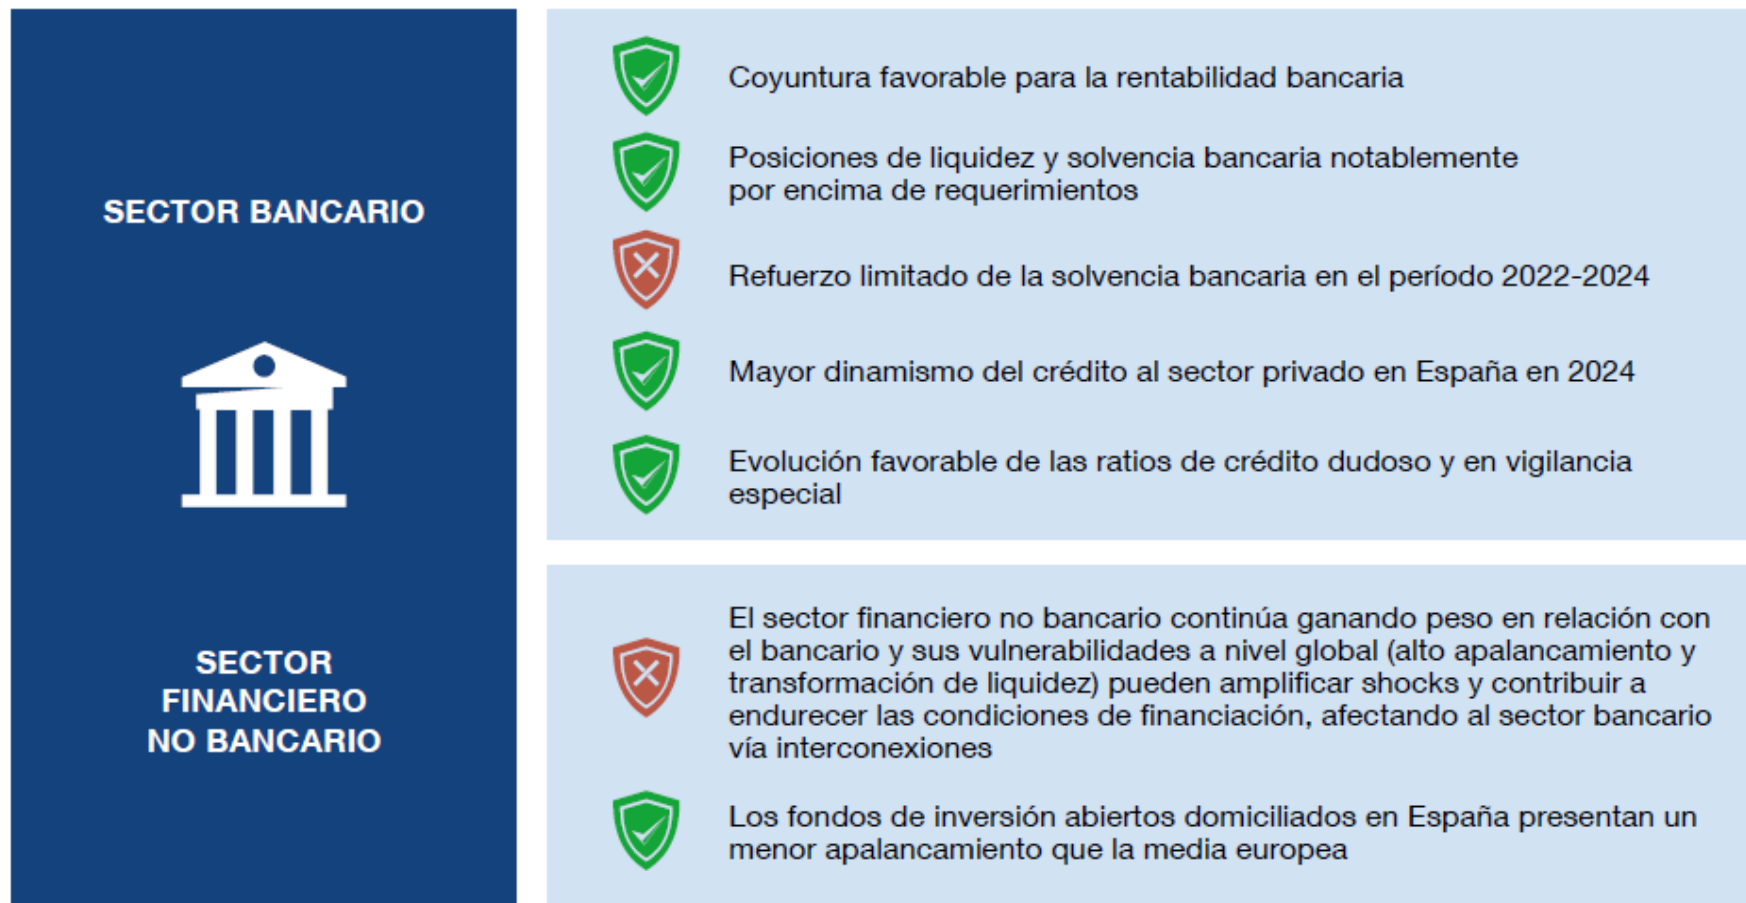 SECTOR BANCARIO
Coyuntura favorable para la rentabilidad bancaria
Posiciones de liquidez y solvencia bancaria notablemente
por encima de requerimientos
Refuerzo limitado de la solvencia bancaria en el período 2022-2024
Mayor dinamismo del crédito al sector privado en España en 2024
Evolución favorable de las ratios de crédito dudoso y en vigilancia
especial
SECTOR
FINANCIERO
NO BANCARIO
El sector financiero no bancario continúa ganando peso en relación con
el bancario y sus vulnerabilidades a nivel global (alto apalancamiento y
transformación de liquidez) pueden amplificar shocks y contribuir a
endurecer las condiciones de financiación, afectando al sector bancario
vía interconexiones
Los fondos de inversión abiertos domiciliados en España presentan un
menor apalancamiento que la media europea